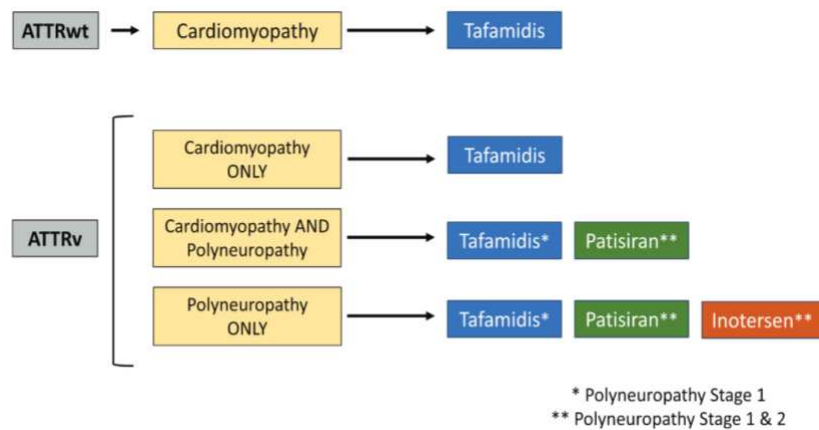 ATTRwt
Cardiomyopathy
Tafamidis
Cardiomyopathy
ONLY
Tafamidis
ATTRv
Cardiomyopathy AND
Polyneuropathy
Tafamidis*
Patisiran**
Polyneuropathy
ONLY
Tafamidis*
Patisiran**
Inotersen**
* Polyneuropathy Stage 1
** Polyneuropathy Stage 1 & 2